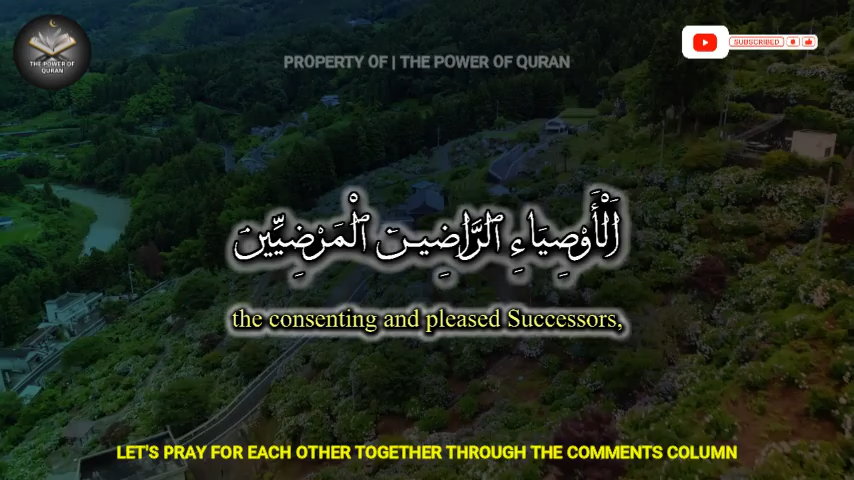 THE POWER OF
QURAN
PROPERTY OF | THE POWER OF QURAN
SUBSCRIBED
اَلْأَوْصِيَاءِ ٱلرَّاضِينَ ٱلْمَرْضِيِّينَ
the consenting and pleased Successors,
LET'S PRAY FOR EACH OTHER TOGETHER THROUGH THE COMMENTS COLUMN